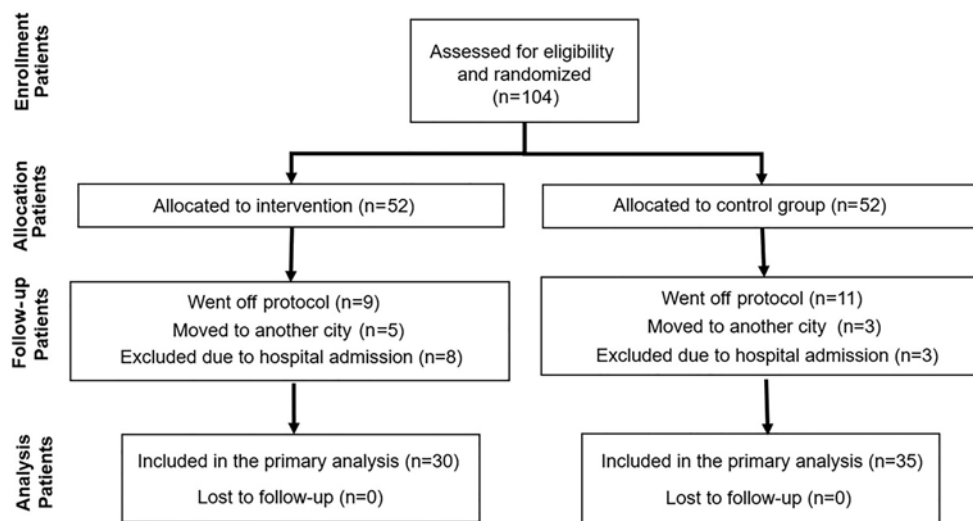 Enrollment
Patients
Assessed for eligibility
and randomized
(n=104)
Allocation
Patients
Allocated to intervention (n=52)
Allocated to control group (n=52)
Follow-up
Patients
Went off protocol (n=9)
Moved to another city (n=5)
Excluded due to hospital admission (n=8)
Went off protocol (n=11)
Moved to another city (n=3)
Excluded due to hospital admission (n=3)
Analysis
Patients
Included in the primary analysis (n=30)
Lost to follow-up (n=0)
Included in the primary analysis (n=35)
Lost to follow-up (n=0)